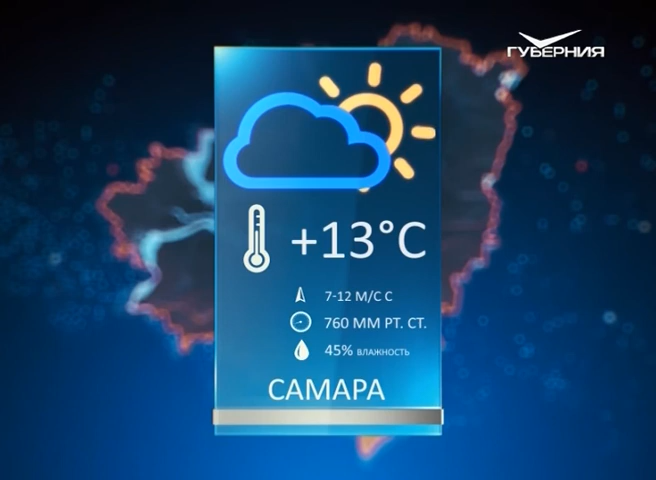 ГУБЕРНИЯ
+13°C
7-12 М/С С
760 ММ РТ. СТ.
45% ВЛАЖНОСТЬ
САМАРА